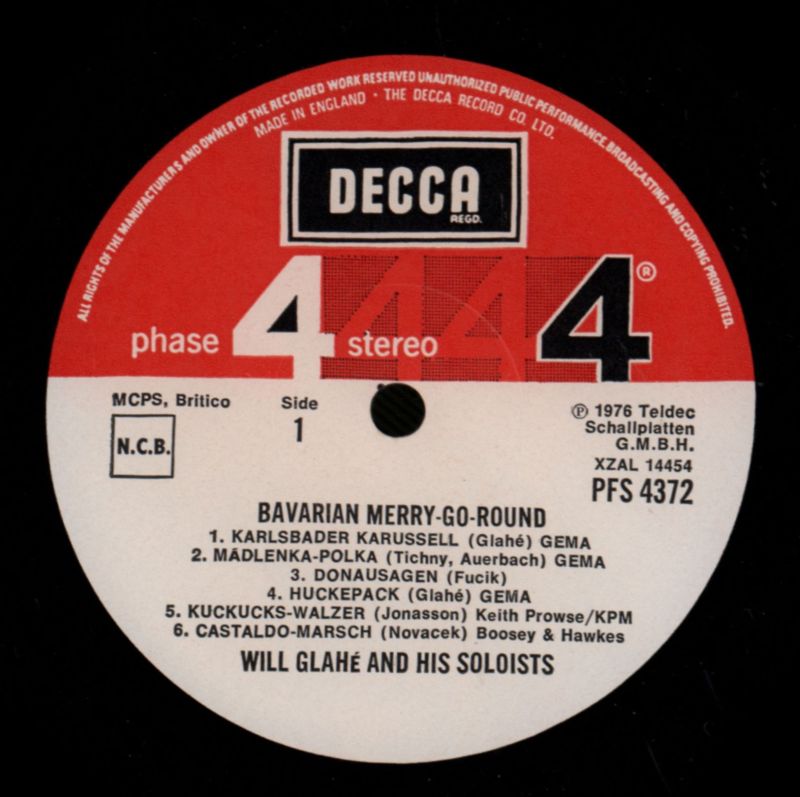 ALL RIGHTS OF THE MANUFACTURERS AND OWNER OF THE RECORDED WORK RESERVED UNAUTHORIZED PUBLIC PERFORMANCE, BROADCASTING AND COPYING PROHIBITED.
MADE IN ENGLAND · THE DECCA RECORD CO. LTD.
DECCA
REGD.
phase 4 stereo 4 4 4 ®
MCPS, Britico
Side
1
N.C.B.
℗ 1976 Teldec
Schallplatten
G.M.B.H.
XZAL 14454
PFS 4372
BAVARIAN MERRY-GO-ROUND
1. KARLSBADER KARUSSELL (Glahé) GEMA
2. MÄDLENKA-POLKA (Tichny, Auerbach) GEMA
3. DONAUSAGEN (Fucik)
4. HUCKEPACK (Glahé) GEMA
5. KUCKUCKS-WALZER (Jonasson) Keith Prowse/KPM
6. CASTALDO-MARSCH (Novacek) Boosey & Hawkes
WILL GLAHé AND HIS SOLOISTS